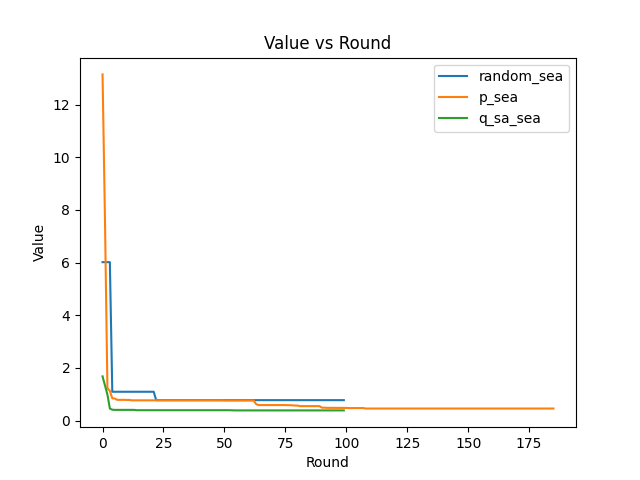 Value vs Round
random_sea
p_sea
q_sa_sea
12
10
8
6
4
2
0
Value
0 25 50 75 100 125 150 175
Round